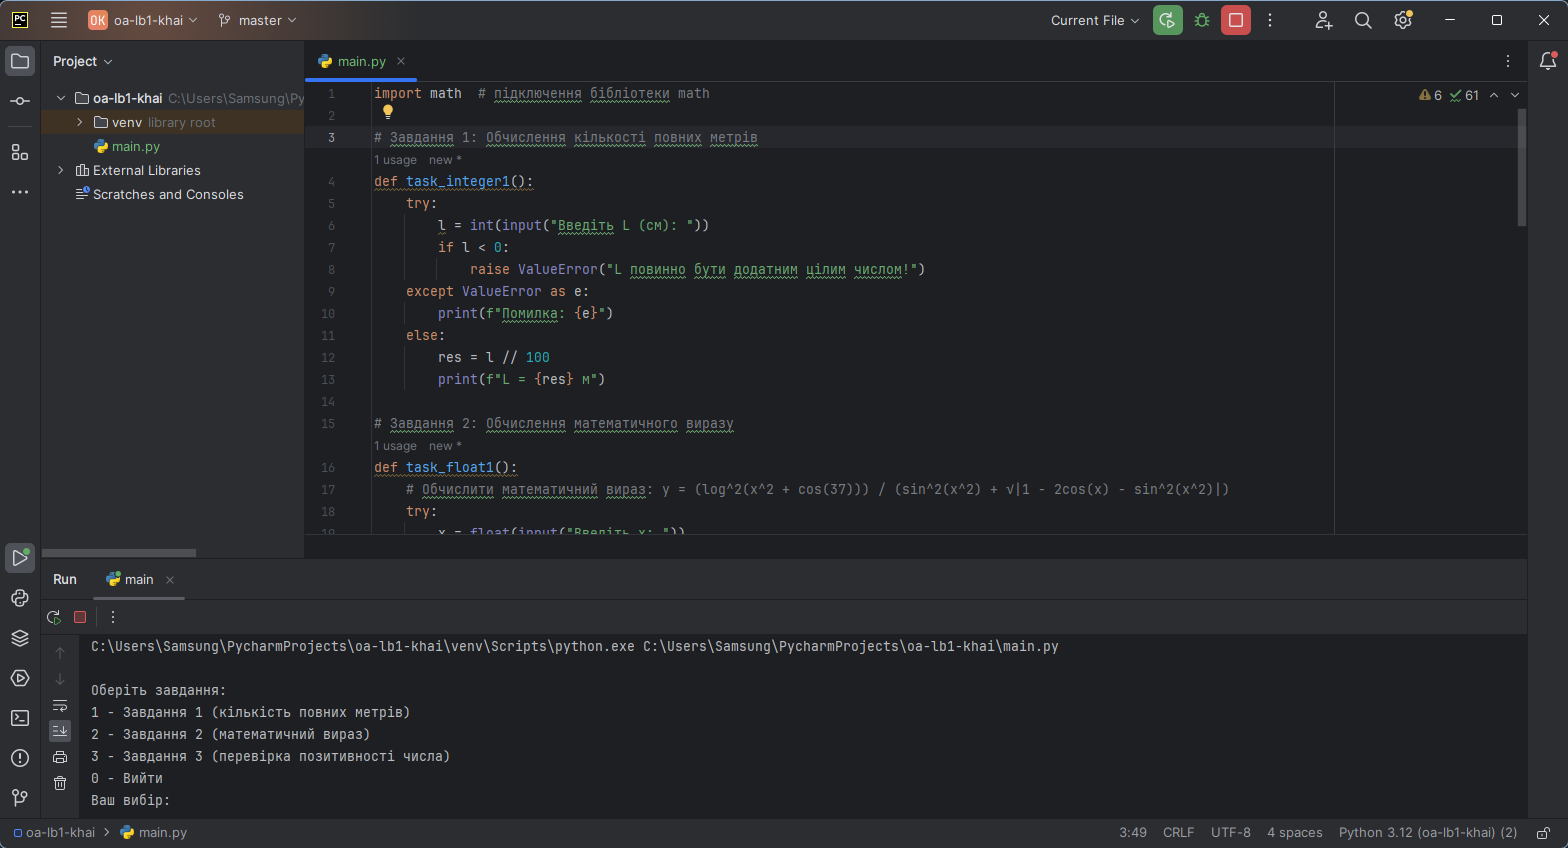 PC OK oa-lb1-khai master Current File
Project main.py
oa-lb1-khai C:\Users\Samsung\Py
venv library root
main.py
External Libraries
Scratches and Consoles
6 61
1 import math  # підключення бібліотеки math
2
3 # Завдання 1: Обчислення кількості повних метрів
1 usage new *
4 def task_integer1():
5     try:
6         l = int(input("Введіть L (см): "))
7         if l < 0:
8             raise ValueError("L повинно бути додатним цілим числом!")
9     except ValueError as e:
10         print(f"Помилка: {e}")
11     else:
12         res = l // 100
13         print(f"L = {res} м")
14
15 # Завдання 2: Обчислення математичного виразу
1 usage new *
16 def task_float1():
17     # Обчислити математичний вираз: y = (log^2(x^2 + cos(37))) / (sin^2(x^2) + √|1 - 2cos(x) - sin^2(x^2)|)
18     try:
19         x = float(input("Введіть x: "))
Run main
C:\Users\Samsung\PycharmProjects\oa-lb1-khai\venv\Scripts\python.exe C:\Users\Samsung\PycharmProjects\oa-lb1-khai\main.py
Оберіть завдання:
1 - Завдання 1 (кількість повних метрів)
2 - Завдання 2 (математичний вираз)
3 - Завдання 3 (перевірка позитивності числа)
0 - Вийти
Ваш вибір:
oa-lb1-khai main.py 3:49 CRLF UTF-8 4 spaces Python 3.12 (oa-lb1-khai) (2)